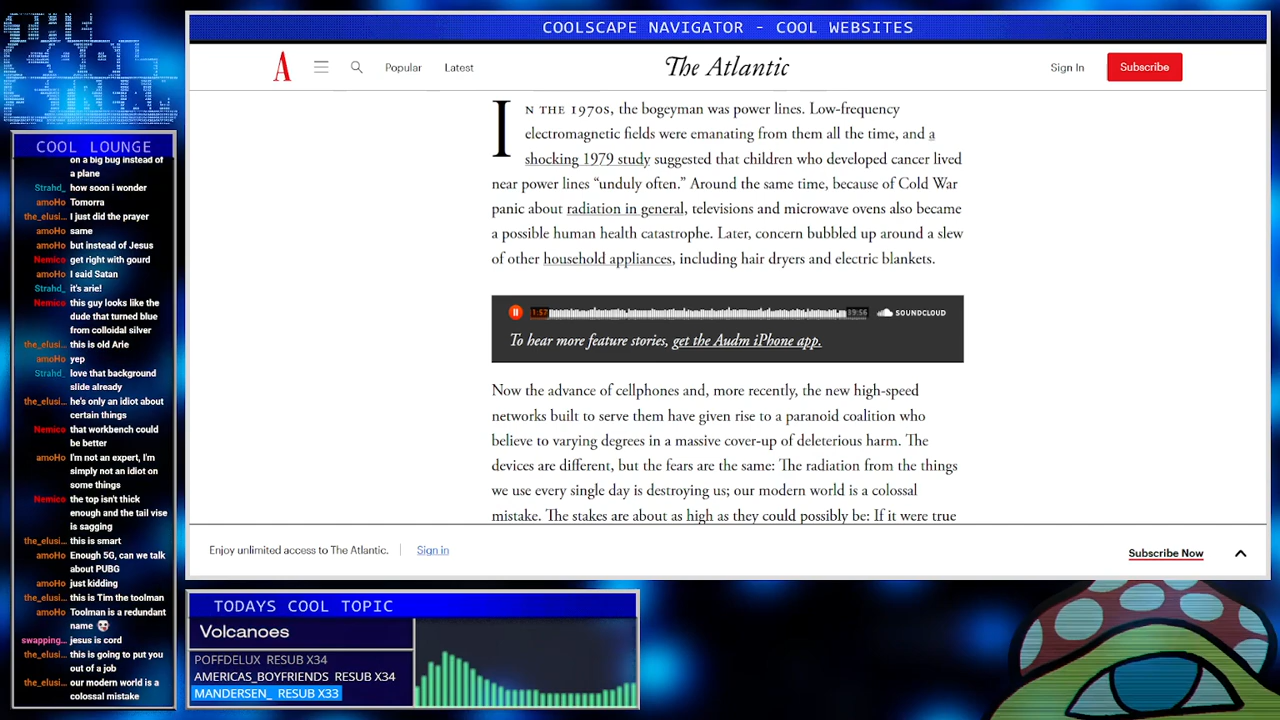 COOLSCAPE NAVIGATOR - COOL WEBSITES
A
Popular
Latest
The Atlantic
Sign In
Subscribe
IN THE 1970s, the bogeyman was power lines. Low-frequency
electromagnetic fields were emanating from them all the time, and a
shocking 1979 study suggested that children who developed cancer lived
near power lines “unduly often.” Around the same time, because of Cold War
panic about radiation in general, televisions and microwave ovens also became
a possible human health catastrophe. Later, concern bubbled up around a slew
of other household appliances, including hair dryers and electric blankets.
1:57
39:56
SOUNDCLOUD
To hear more feature stories, get the Audm iPhone app.
Now the advance of cellphones and, more recently, the new high-speed
networks built to serve them have given rise to a paranoid coalition who
believe to varying degrees in a massive cover-up of deleterious harm. The
devices are different, but the fears are the same: The radiation from the things
we use every single day is destroying us; our modern world is a colossal
mistake. The stakes are about as high as they could possibly be: If it were true
Enjoy unlimited access to The Atlantic.
Sign in
Subscribe Now
COOL LOUNGE
on a big bug instead of
a plane
Strahd_ how soon i wonder
amoHo Tomorra
the_elusi... I just did the prayer
amoHo same
amoHo but instead of Jesus
Nemico get right with gourd
amoHo I said Satan
Strahd_ it's arie!
Nemico this guy looks like the
dude that turned blue
from colloidal silver
the_elusi... this is old Arie
amoHo yep
Strahd_ love that background
slide already
the_elusi... he's only an idiot about
certain things
Nemico that workbench could
be better
amoHo I'm not an expert, I'm
simply not an idiot on
some things
Nemico the top isn't thick
enough and the tail vise
is sagging
the_elusi... this is smart
amoHo Enough 5G, can we talk
about PUBG
amoHo just kidding
the_elusi... this is Tim the toolman
amoHo Toolman is a redundant
name
swapping... jesus is cord
the_elusi... this is going to put you
out of a job
the_elusi... our modern world is a
colossal mistake
TODAYS COOL TOPIC
Volcanoes
POFFDELUX RESUB X34
AMERICAS_BOYFRIENDS RESUB X34
MANDERSEN_ RESUB X33